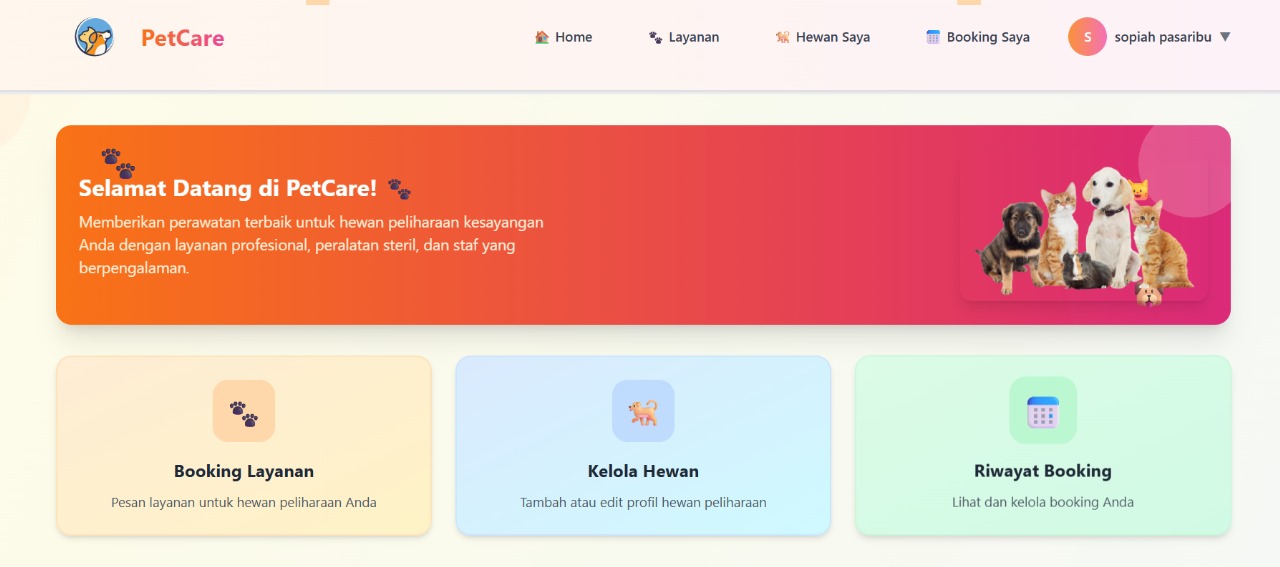 PetCare
Home
Layanan
Hewan Saya
Booking Saya
S
sopiah pasaribu
Selamat Datang di PetCare!
Memberikan perawatan terbaik untuk hewan peliharaan kesayangan
Anda dengan layanan profesional, peralatan steril, dan staf yang
berpengalaman.
Booking Layanan
Pesan layanan untuk hewan peliharaan Anda
Kelola Hewan
Tambah atau edit profil hewan peliharaan
Riwayat Booking
Lihat dan kelola booking Anda